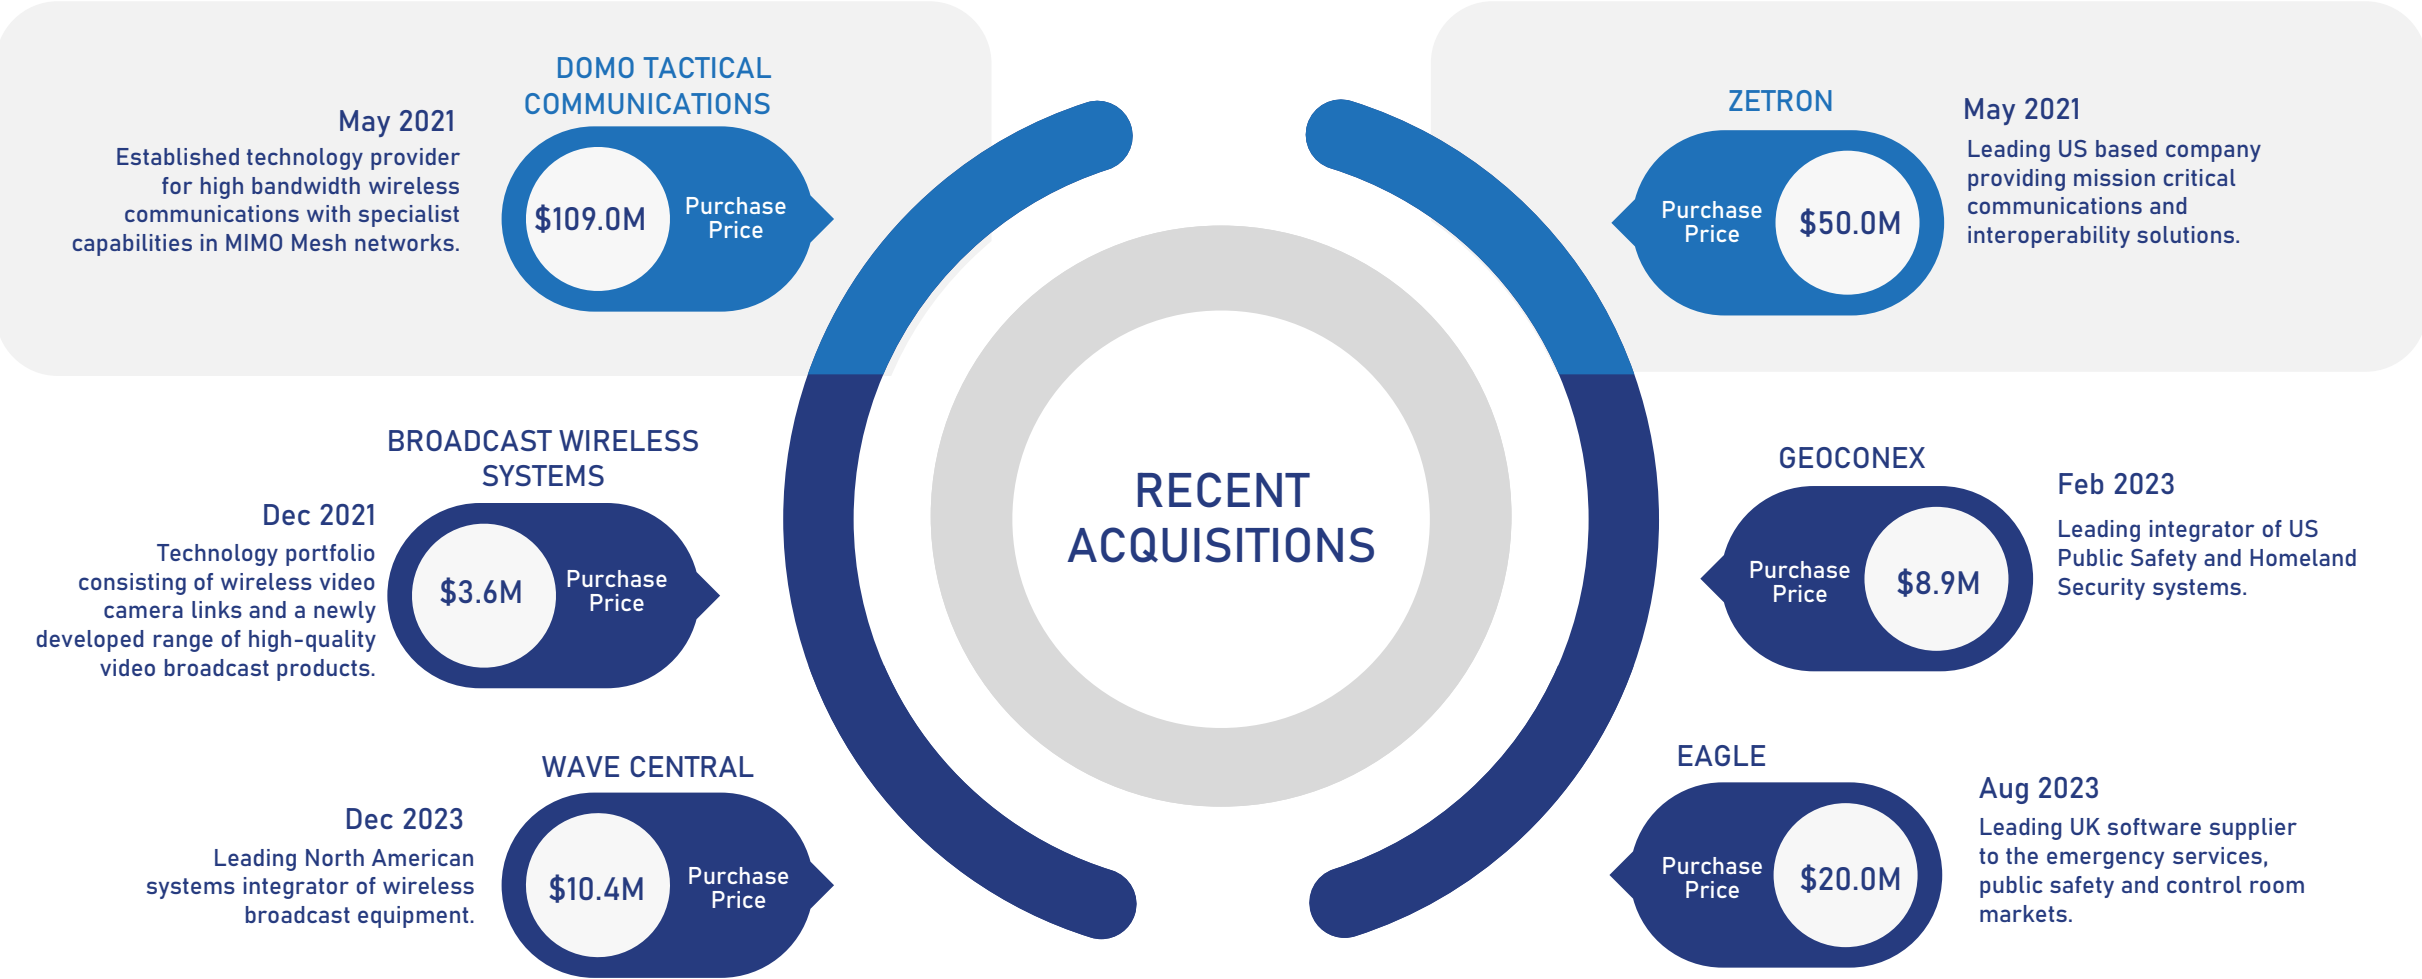 DOMO TACTICAL
COMMUNICATIONS
May 2021
Established technology provider
for high bandwidth wireless
communications with specialist
capabilities in MIMO Mesh networks.
$109.0M
Purchase
Price
BROADCAST WIRELESS
SYSTEMS
Dec 2021
Technology portfolio
consisting of wireless video
camera links and a newly
developed range of high-quality
video broadcast products.
$3.6M
Purchase
Price
WAVE CENTRAL
Dec 2023
Leading North American
systems integrator of wireless
broadcast equipment.
$10.4M
Purchase
Price
RECENT
ACQUISITIONS
ZETRON
May 2021
Leading US based company
providing mission critical
communications and
interoperability solutions.
Purchase
Price
$50.0M
GEOCONEX
Feb 2023
Leading integrator of US
Public Safety and Homeland
Security systems.
Purchase
Price
$8.9M
EAGLE
Aug 2023
Leading UK software supplier
to the emergency services,
public safety and control room
markets.
Purchase
Price
$20.0M